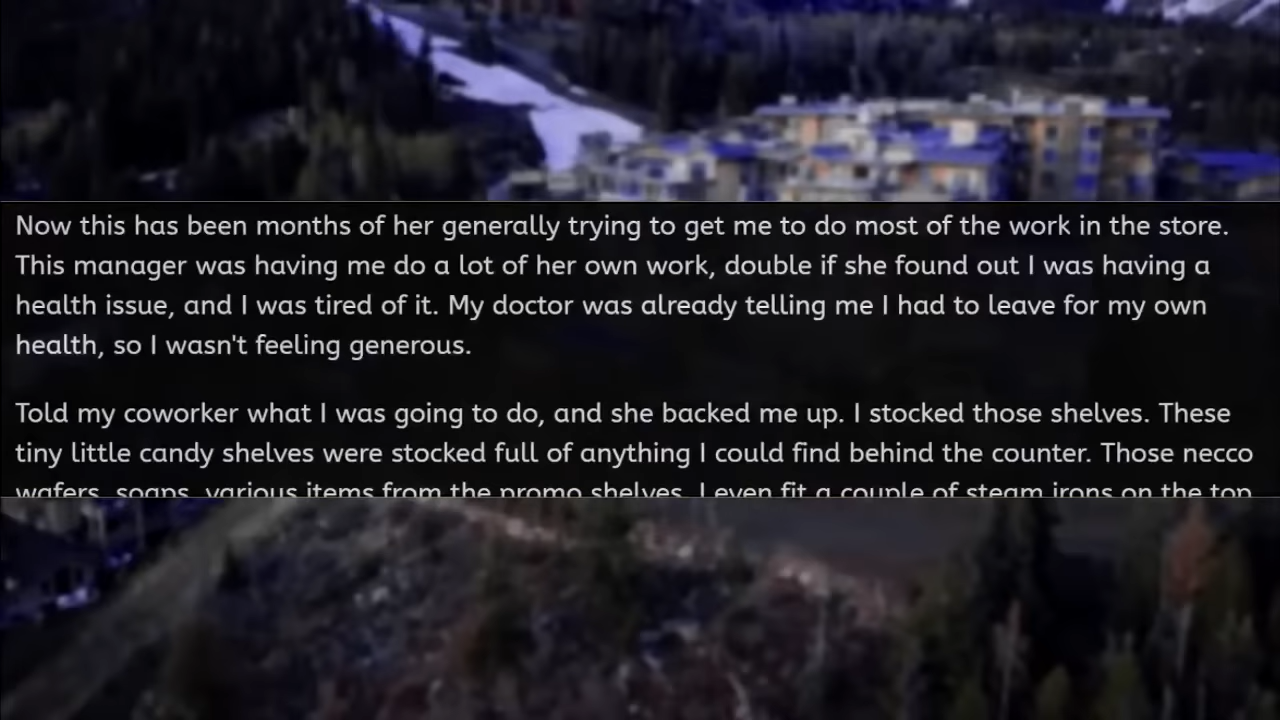 Now this has been months of her generally trying to get me to do most of the work in the store.
This manager was having me do a lot of her own work, double if she found out I was having a
health issue, and I was tired of it. My doctor was already telling me I had to leave for my own
health, so I wasn't feeling generous.
Told my coworker what I was going to do, and she backed me up. I stocked those shelves. These
tiny little candy shelves were stocked full of anything I could find behind the counter. Those necco
wafers, soaps, various items from the promo shelves. I even fit a couple of steam irons on the top